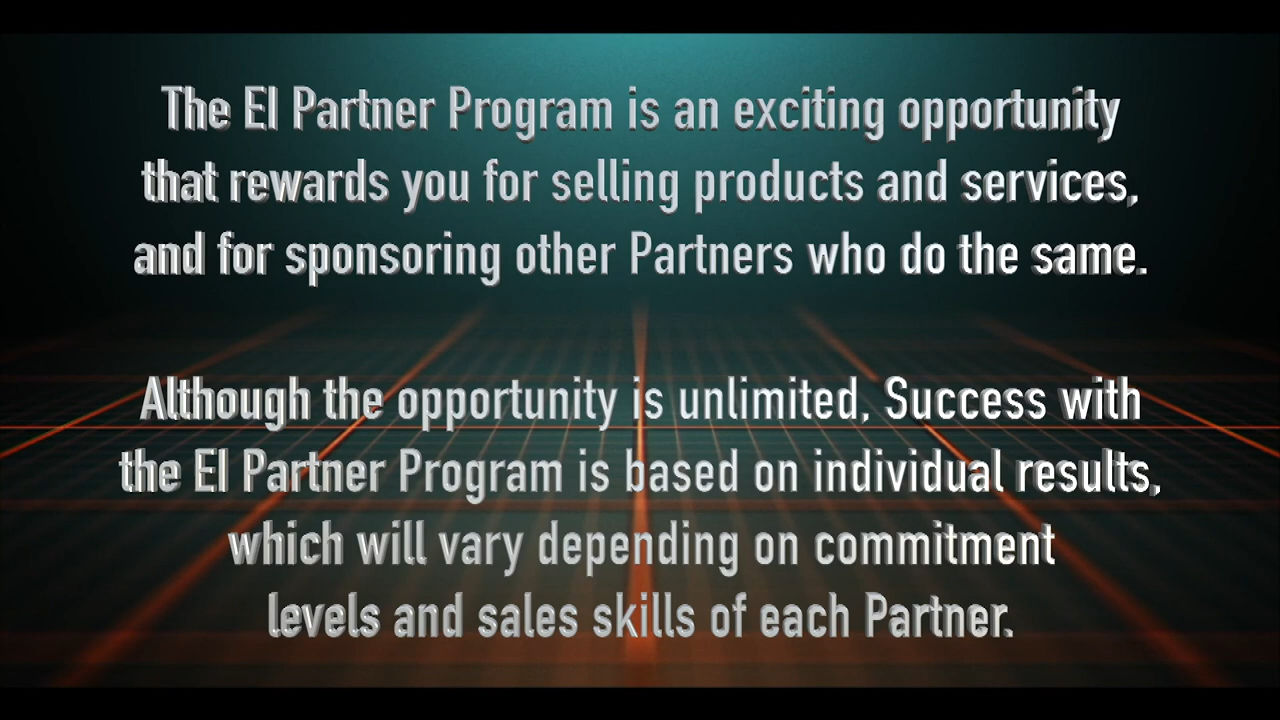 The EI Partner Program is an exciting opportunity
that rewards you for selling products and services,
and for sponsoring other Partners who do the same.
Although the opportunity is unlimited, Success with
the EI Partner Program is based on individual results,
which will vary depending on commitment
levels and sales skills of each Partner.